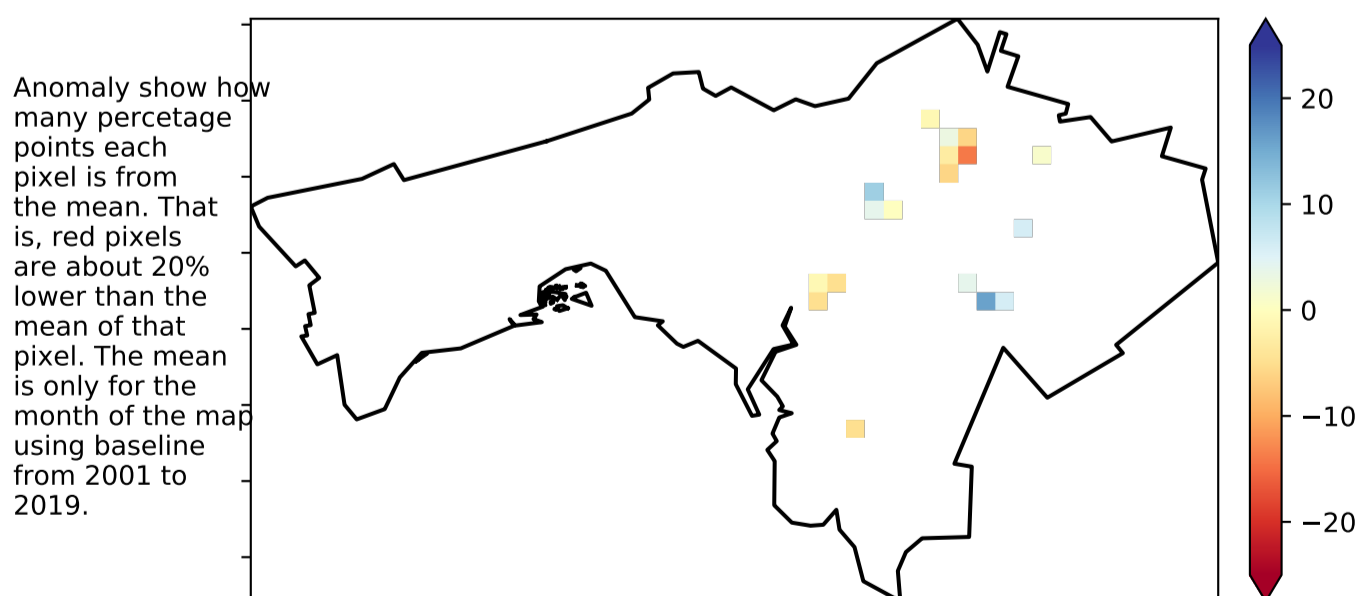 Anomaly show how
many percetage
points each
pixel is from
the mean. That
is, red pixels
are about 20%
lower than the
mean of that
pixel. The mean
is only for the
month of the map
using baseline
from 2001 to
2019.
20
10
0
−10
−20